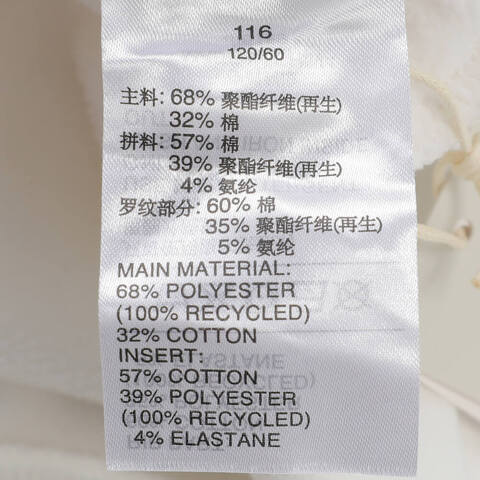 116
120/60
主料: 68% 聚酯纤维(再生)
32% 棉
拼料: 57% 棉
39% 聚酯纤维(再生)
4% 氨纶
罗纹部分: 60% 棉
35% 聚酯纤维(再生)
5% 氨纶
MAIN MATERIAL:
68% POLYESTER
(100% RECYCLED)
32% COTTON
INSERT:
57% COTTON
39% POLYESTER
(100% RECYCLED)
4% ELASTANE